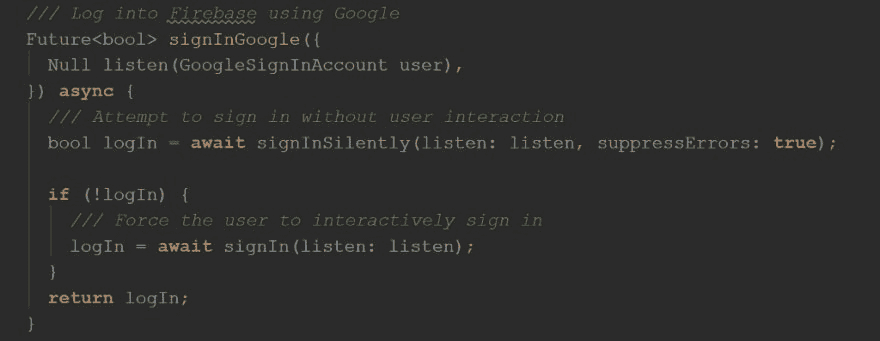 /// Log into Firebase using Google
Future<bool> signInGoogle({
  Null listen(GoogleSignInAccount user),
}) async {
  /// Attempt to sign in without user interaction
  bool logIn = await signInSilently(listen: listen, suppressErrors: true);

  if (!logIn) {
    /// Force the user to interactively sign in
    logIn = await signIn(listen: listen);
  }
  return logIn;
}